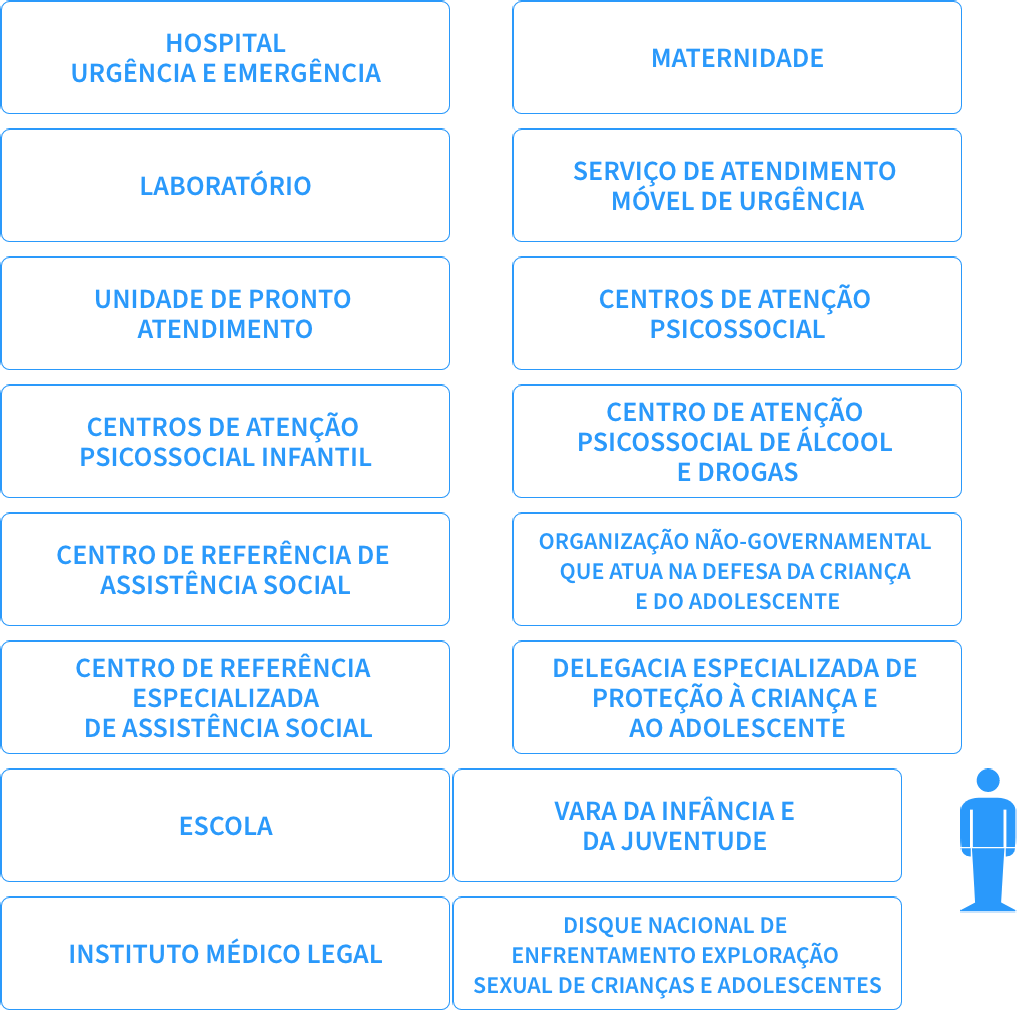 HOSPITAL
URGÊNCIA E EMERGÊNCIA
MATERNIDADE
LABORATÓRIO
SERVIÇO DE ATENDIMENTO
MÓVEL DE URGÊNCIA
UNIDADE DE PRONTO
ATENDIMENTO
CENTROS DE ATENÇÃO
PSICOSSOCIAL
CENTROS DE ATENÇÃO
PSICOSSOCIAL INFANTIL
CENTRO DE ATENÇÃO
PSICOSSOCIAL DE ÁLCOOL
E DROGAS
CENTRO DE REFERÊNCIA DE
ASSISTÊNCIA SOCIAL
ORGANIZAÇÃO NÃO-GOVERNAMENTAL
QUE ATUA NA DEFESA DA CRIANÇA
E DO ADOLESCENTE
CENTRO DE REFERÊNCIA
ESPECIALIZADA
DE ASSISTÊNCIA SOCIAL
DELEGACIA ESPECIALIZADA DE
PROTEÇÃO À CRIANÇA E
AO ADOLESCENTE
ESCOLA
VARA DA INFÂNCIA E
DA JUVENTUDE
INSTITUTO MÉDICO LEGAL
DISQUE NACIONAL DE
ENFRENTAMENTO EXPLORAÇÃO
SEXUAL DE CRIANÇAS E ADOLESCENTES